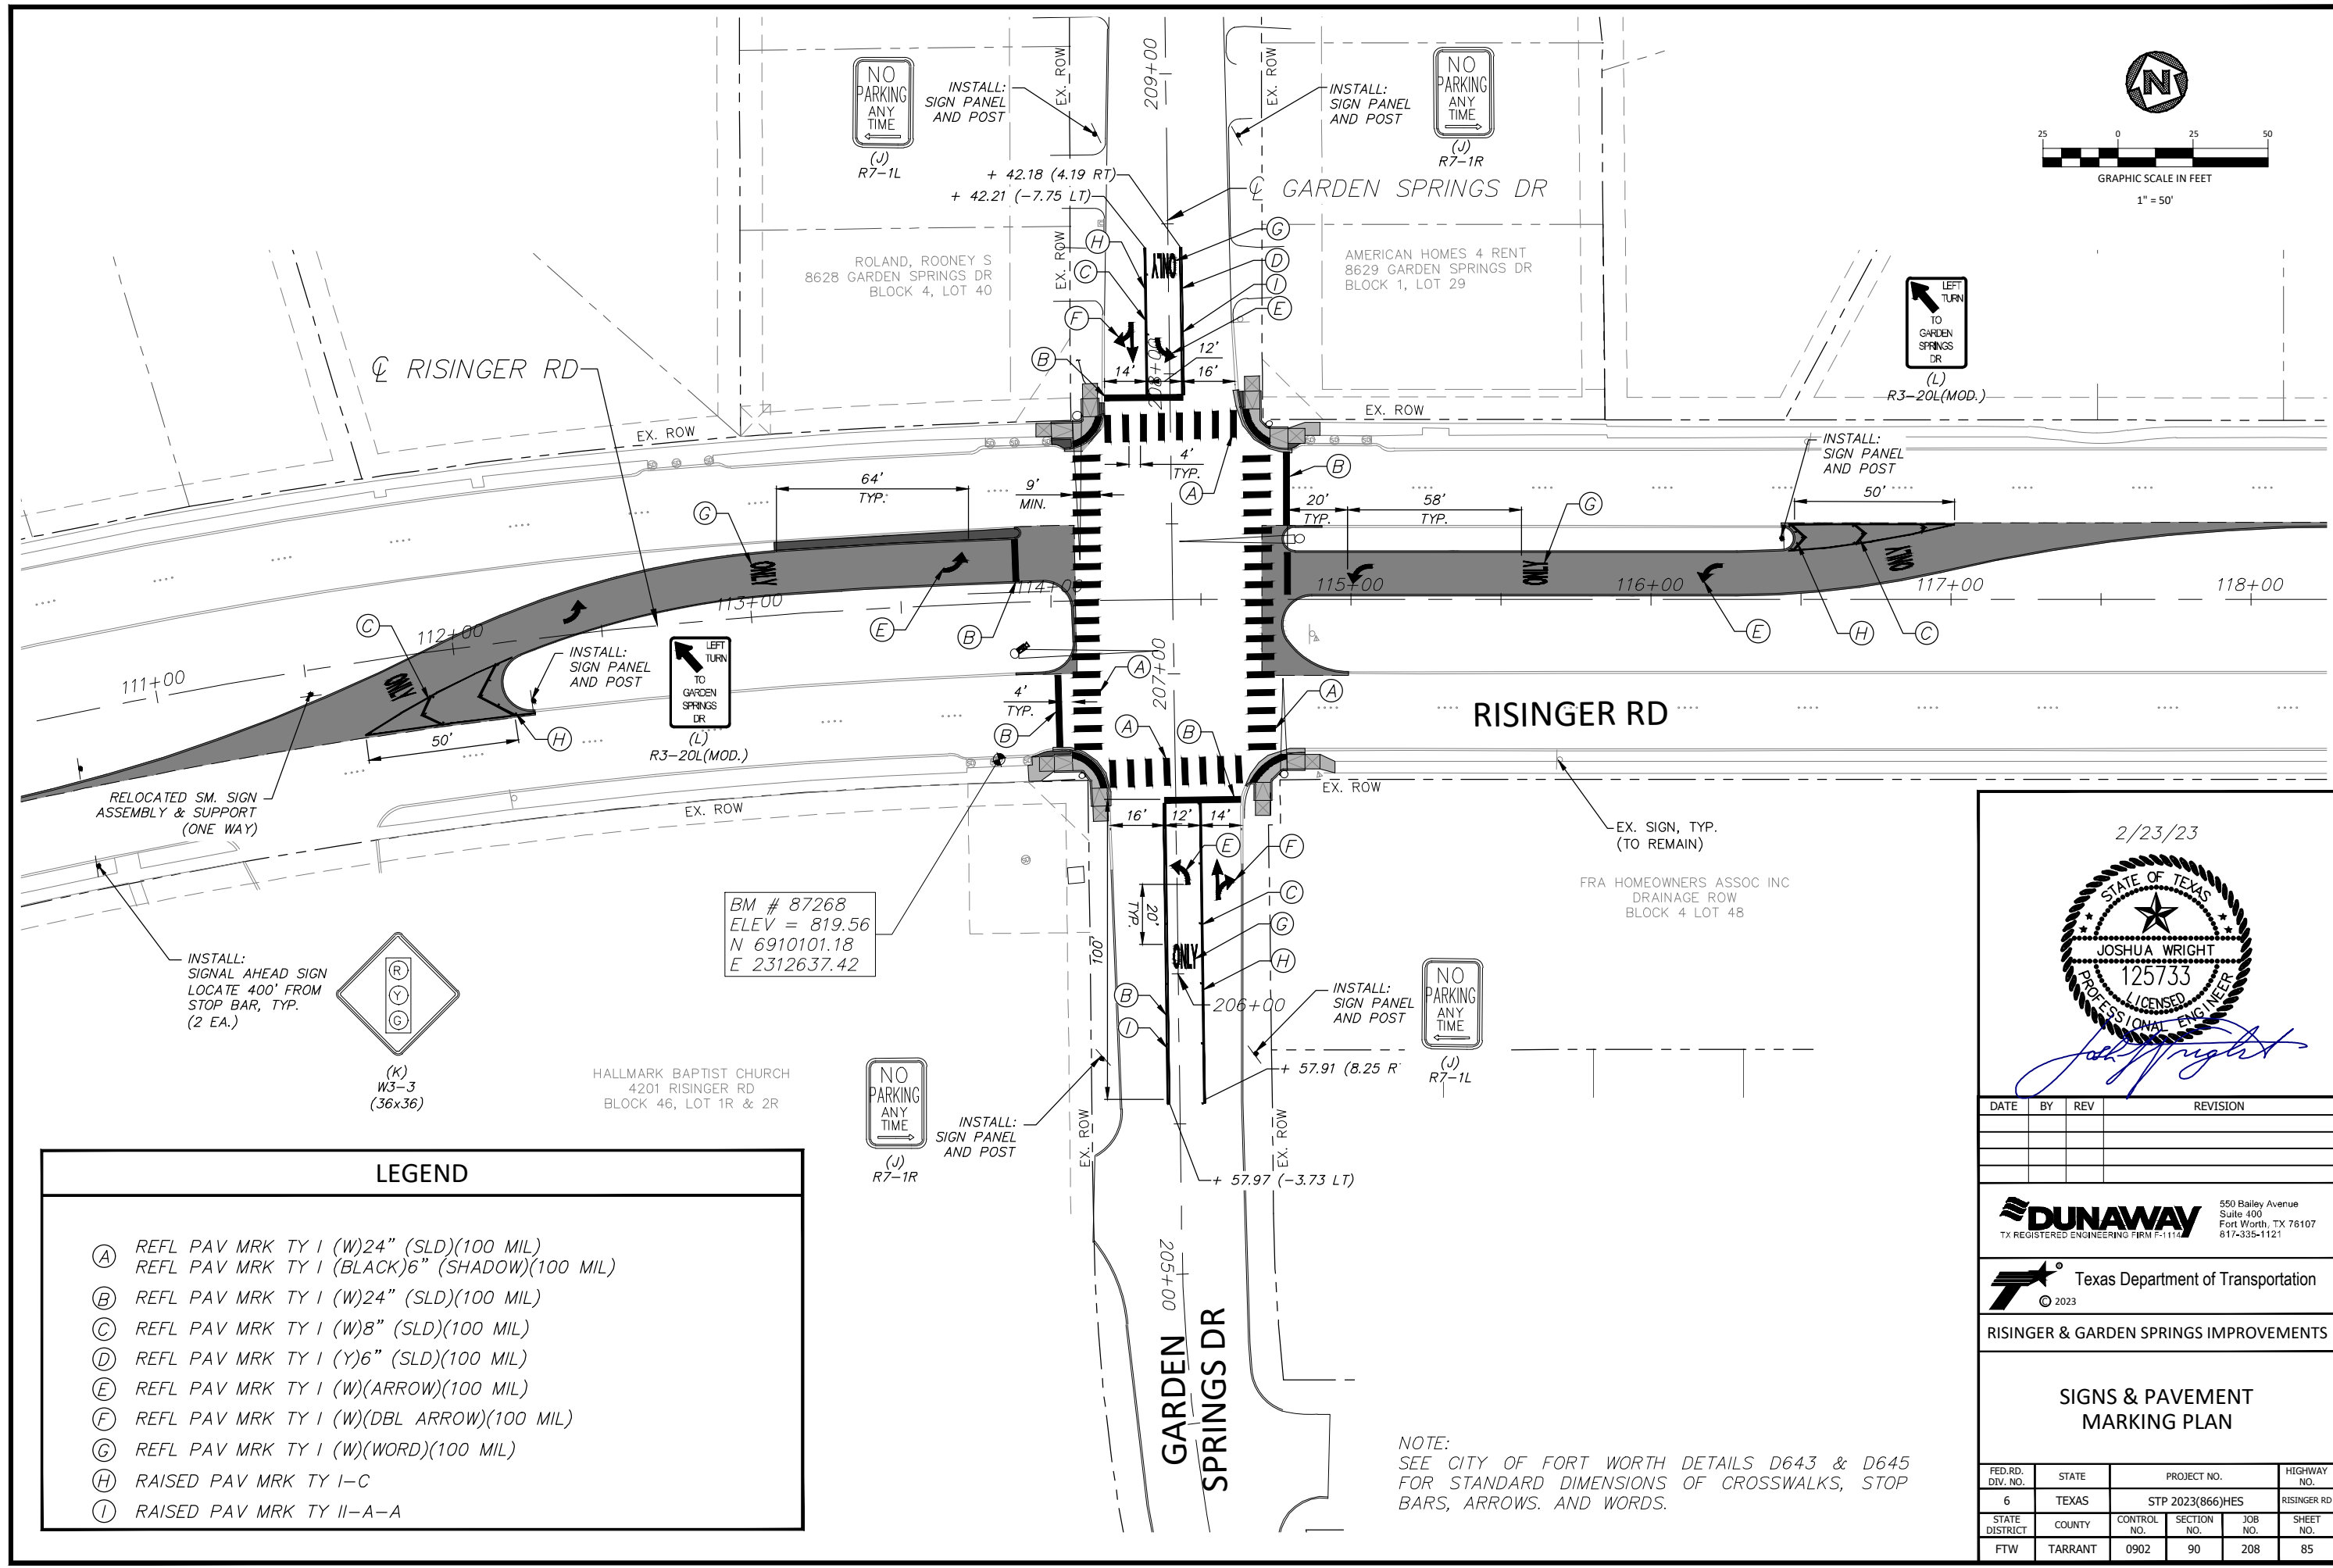 NO
PARKING
ANY
TIME
(J)
R7-1L
INSTALL:
SIGN PANEL
AND POST
EX. ROW
209+00
EX. ROW
INSTALL:
SIGN PANEL
AND POST
NO
PARKING
ANY
TIME
(J)
R7-1R
N
25 0 25 50
GRAPHIC SCALE IN FEET
1" = 50'
+ 42.18 (4.19 RT)
+ 42.21 (-7.75 LT)
℄ GARDEN SPRINGS DR
ROLAND, ROONEY S
8628 GARDEN SPRINGS DR
BLOCK 4, LOT 40
EX. ROW
H
C
F
B
ONLY
G
D
I
E
AMERICAN HOMES 4 RENT
8629 GARDEN SPRINGS DR
BLOCK 1, LOT 29
LEFT
TURN
TO
GARDEN
SPRINGS
DR
(L)
R3-20L(MOD.)
℄ RISINGER RD
14'
208+00
12'
16'
EX. ROW
EX. ROW
INSTALL:
SIGN PANEL
AND POST
64'
TYP.
9'
MIN.
4'
TYP.
A
B
20'
TYP.
58'
TYP.
G
50'
G
ONLY
E
B
114+00
113+00
112+00
111+00
C
ONLY
115+00
ONLY
116+00
ONLY
117+00
118+00
E
H
C
INSTALL:
SIGN PANEL
AND POST
LEFT
TURN
TO
GARDEN
SPRINGS
DR
(L)
R3-20L(MOD.)
50'
H
4'
TYP.
B
A
207+00
A
A
B
RISINGER RD
RELOCATED SM. SIGN
ASSEMBLY & SUPPORT
(ONE WAY)
EX. ROW
EX. ROW
EX. SIGN, TYP.
(TO REMAIN)
FRA HOMEOWNERS ASSOC INC
DRAINAGE ROW
BLOCK 4 LOT 48
16'
12'
14'
E
F
C
G
H
20'
TYP.
100'
ONLY
B
I
206+00
BM # 87268
ELEV = 819.56
N 6910101.18
E 2312637.42
INSTALL:
SIGNAL AHEAD SIGN
LOCATE 400' FROM
STOP BAR, TYP.
(2 EA.)
R
Y
G
(K)
W3-3
(36x36)
HALLMARK BAPTIST CHURCH
4201 RISINGER RD
BLOCK 46, LOT 1R & 2R
NO
PARKING
ANY
TIME
(J)
R7-1R
INSTALL:
SIGN PANEL
AND POST
EX. ROW
INSTALL:
SIGN PANEL
AND POST
NO
PARKING
ANY
TIME
(J)
R7-1L
+ 57.91 (8.25 R
EX. ROW
+ 57.97 (-3.73 LT)
205+00
GARDEN
SPRINGS DR
LEGEND
A REFL PAV MRK TY I (W)24" (SLD)(100 MIL)
REFL PAV MRK TY I (BLACK)6" (SHADOW)(100 MIL)
B REFL PAV MRK TY I (W)24" (SLD)(100 MIL)
C REFL PAV MRK TY I (W)8" (SLD)(100 MIL)
D REFL PAV MRK TY I (Y)6" (SLD)(100 MIL)
E REFL PAV MRK TY I (W)(ARROW)(100 MIL)
F REFL PAV MRK TY I (W)(DBL ARROW)(100 MIL)
G REFL PAV MRK TY I (W)(WORD)(100 MIL)
H RAISED PAV MRK TY I-C
I RAISED PAV MRK TY II-A-A
NOTE:
SEE CITY OF FORT WORTH DETAILS D643 & D645
FOR STANDARD DIMENSIONS OF CROSSWALKS, STOP
BARS, ARROWS. AND WORDS.
2/23/23
STATE OF TEXAS
JOSHUA WRIGHT
125733
LICENSED
PROFESSIONAL ENGINEER
Josh Wright
DATE BY REV REVISION
DUNAWAY
TX REGISTERED ENGINEERING FIRM F-1114
550 Bailey Avenue
Suite 400
Fort Worth, TX 76107
817-335-1121
Texas Department of Transportation
© 2023
RISINGER & GARDEN SPRINGS IMPROVEMENTS
SIGNS & PAVEMENT
MARKING PLAN
FED.RD. DIV. NO. STATE PROJECT NO. HIGHWAY NO.
6 TEXAS STP 2023(866)HES RISINGER RD
STATE DISTRICT COUNTY CONTROL NO. SECTION NO. JOB NO. SHEET NO.
FTW TARRANT 0902 90 208 85